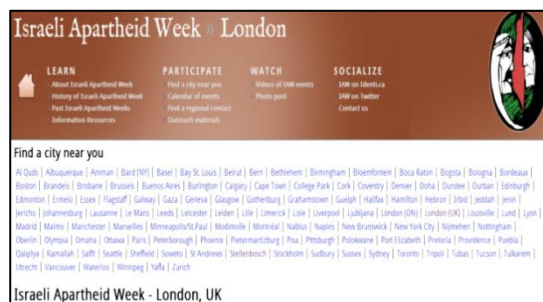 Israeli Apartheid Week » London
LEARN
About Israeli Apartheid Week
History of Israeli Apartheid Week
Past Israeli Apartheid Weeks
Information Resources
PARTICIPATE
Find a city near you
Calendar of events
Find a regional contact
Outreach materials
WATCH
Videos of IAW events
Photo pool
SOCIALIZE
IAW on Identi.ca
IAW on Twitter
Contact us
Find a city near you
Al Quds | Albuquerque | Amman | Bard (NY) | Basel | Bay St. Louis | Beirut | Bern | Bethlehem | Birmingham | Bloemfontein | Boca Raton | Bogota | Bologna | Bordeaux |
Boston | Brandeis | Brisbane | Brussels | Buenos Aires | Burlington | Calgary | Cape Town | College Park | Cork | Coventry | Denver | Doha | Dundee | Durban | Edinburgh |
Edmonton | Ermelo | Essex | Flagstaff | Galway | Gaza | Geneva | Glasgow | Gothenburg | Grahamstown | Guelph | Halifax | Hamilton | Hebron | Irbid | Jeddah | Jenin |
Jericho | Johannesburg | Lausanne | Le Mans | Leeds | Leicester | Leiden | Lille | Limerick | Lisle | Liverpool | Ljubljana | London (ON) | London (UK) | Louisville | Lund | Lyon |
Madrid | Malmo | Manchester | Marseilles | Minneapolis/St.Paul | Modimolle | Montréal | Nablus | Naples | New Brunswick | New York City | Nijmehen | Nottingham |
Oberlin | Olympia | Omaha | Ottawa | Paris | Peterborough | Phoenix | Pietermartizburg | Pisa | Pittsburgh | Polokwane | Port Elizabeth | Pretoria | Providence | Puebla |
Qalqilya | Ramallah | Salfit | Seattle | Sheffield | Soweto | St Andrews | Stellenbosch | Stockholm | Sudbury | Sussex | Sydney | Toronto | Tripoli | Tubas | Tucson | Tulkarem |
Utrecht | Vancouver | Waterloo | Winnipeg | Yaffa | Zurich
Israeli Apartheid Week - London, UK